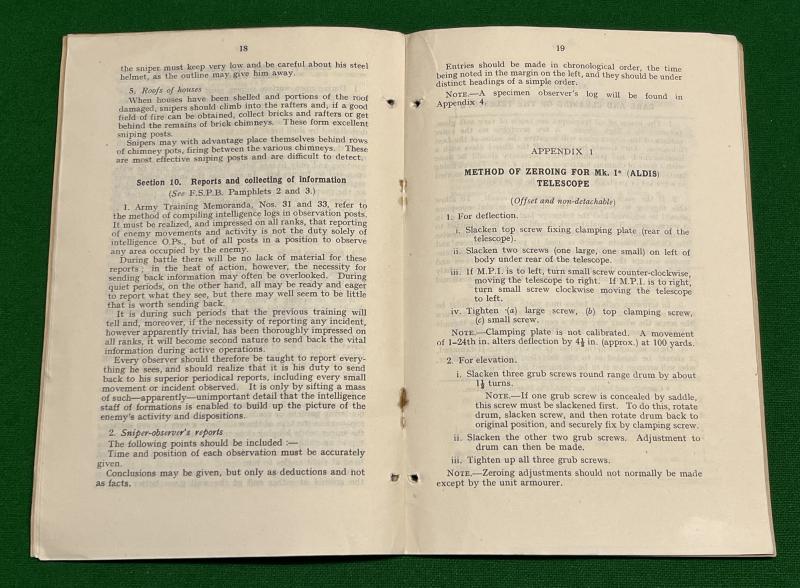 18
the sniper must keep very low and be careful about his steel
helmet, as the outline may give him away.
5. Roofs of houses
When houses have been shelled and portions of the roof
damaged, snipers should climb into the rafters and, if a good
field of fire can be obtained, collect bricks and rafters or get
behind the remains of brick chimneys. These form excellent
sniping posts.
Snipers may with advantage place themselves behind rows
of chimney pots, firing between the various chimneys. These
are most effective sniping posts and are difficult to detect.
Section 10. Reports and collecting of information
(See F.S.P.B. Pamphlets 2 and 3.)
1. Army Training Memoranda, Nos. 31 and 33, refer to
the method of compiling intelligence logs in observation posts.
It must be realized, and impressed on all ranks, that reporting
of enemy movements and activity is not the duty solely of
intelligence O.Ps., but of all posts in a position to observe
any area occupied by the enemy.
During battle there will be no lack of material for these
reports; in the heat of action, however, the necessity for
sending back information may often be overlooked. During
quiet periods, on the other hand, all may be ready and eager
to report what they see, but there may well seem to be little
that is worth sending back.
It is during such periods that the previous training will
tell and, moreover, if the necessity of reporting any incident,
however apparently trivial, has been thoroughly impressed on
all ranks, it will become second nature to send back the vital
information during active operations.
Every observer should therefore be taught to report every-
thing he sees, and should realize that it is his duty to send
back to his superior periodical reports, including every small
movement or incident observed. It is only by sifting a mass
of such—apparently—unimportant detail that the intelligence
staff of formations is enabled to build up the picture of the
enemy's activity and dispositions.
2. Sniper-observer's reports
The following points should be included :—
Time and position of each observation must be accurately
given.
Conclusions may be given, but only as deductions and not
as facts.
19
Entries should be made in chronological order, the time
being noted in the margin on the left, and they should be under
distinct headings of a simple order.
NOTE.—A specimen observer's log will be found in
Appendix 4.
APPENDIX 1
METHOD OF ZEROING FOR Mk. I* (ALDIS)
TELESCOPE
(Offset and non-detachable)
1. For deflection.
i. Slacken top screw fixing clamping plate (rear of the
telescope).
ii. Slacken two screws (one large, one small) on left of
body under rear of the telescope.
iii. If M.P.I. is to left, turn small screw counter-clockwise,
moving the telescope to right. If M.P.I. is to right,
turn small screw clockwise moving the telescope
to left.
iv. Tighten (a) large screw, (b) top clamping screw,
(c) small screw.
NOTE.—Clamping plate is not calibrated. A movement
of 1-24th in. alters deflection by 4½ in. (approx.) at 100 yards.
2. For elevation.
i. Slacken three grub screws round range drum by about
1½ turns.
NOTE.—If one grub screw is concealed by saddle,
this screw must be slackened first. To do this, rotate
drum, slacken screw, and then rotate drum back to
original position, and securely fix by clamping screw.
ii. Slacken the other two grub screws. Adjustment to
drum can then be made.
iii. Tighten up all three grub screws.
NOTE.—Zeroing adjustments should not normally be made
except by the unit armourer.